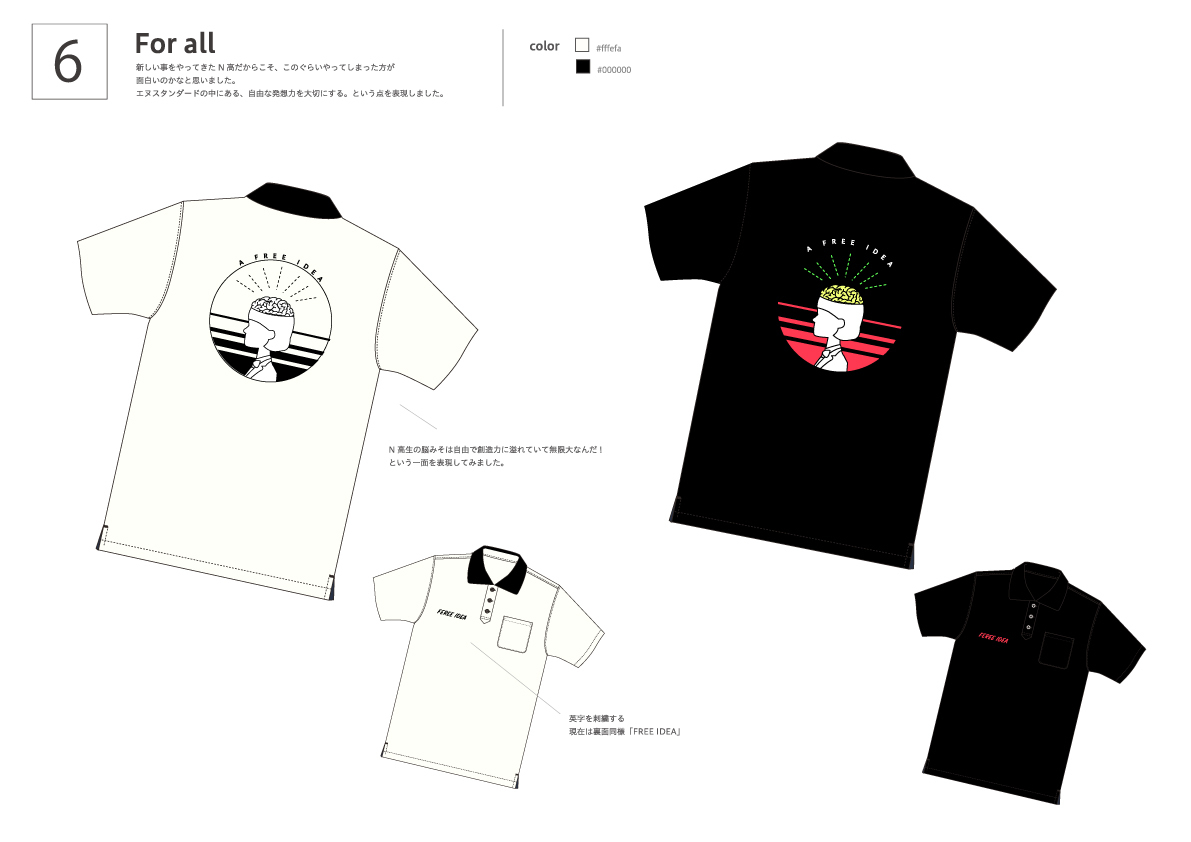 6
For all
新しい事をやってきた N 高だからこそ、このぐらいやってしまった方が
面白いのかなと思いました。
エヌスタンダードの中にある、自由な発想力を大切にする。という点を表現しました。
color
#fffefa
#000000
A FREE IDEA
A FREE IDEA
N 高生の脳みそは自由で創造力に溢れていて無限大なんだ！
という一面を表現してみました。
FEREE IDEA
FEREE IDEA
英字を刺繍する
現在は裏面同様「FREE IDEA」